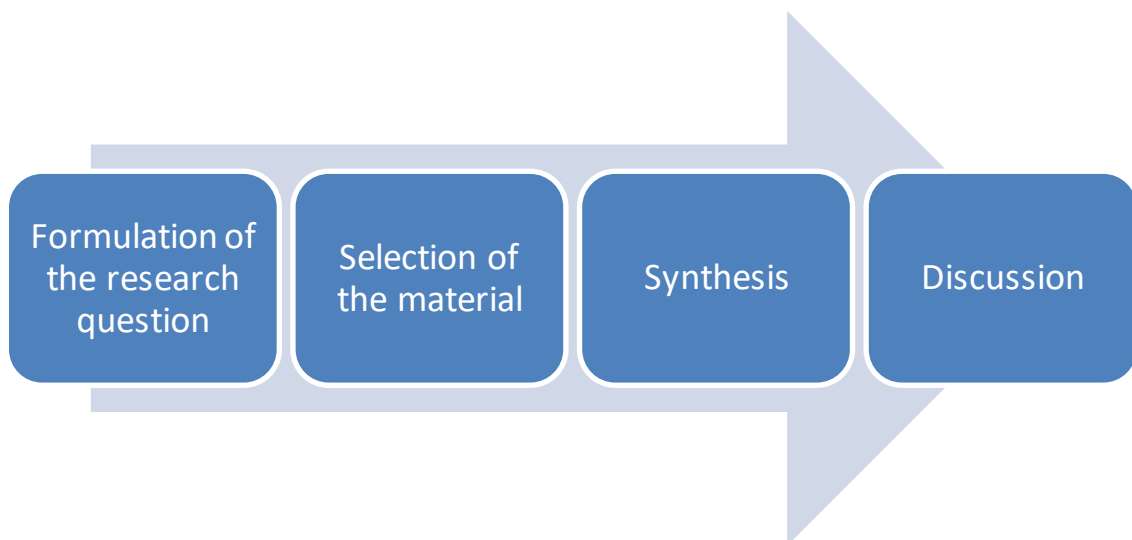 Formulation of
the research
question
Selection of
the material
Synthesis
Discussion